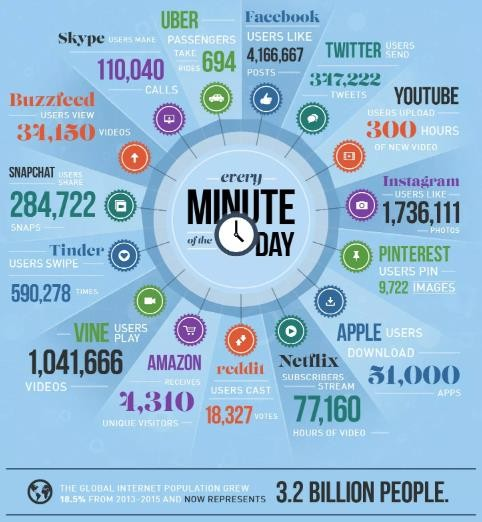 every
MINUTE
of the DAY
Facebook
USERS LIKE
4,166,667
POSTS
TWITTER USERS
SEND
347,222
TWEETS
YOUTUBE
USERS UPLOAD
300 HOURS
OF NEW VIDEO
Instagram
USERS LIKE
1,736,111
PHOTOS
PINTEREST
USERS PIN
9,722 IMAGES
APPLE USERS
DOWNLOAD
51,000
APPS
Netflix
SUBSCRIBERS
STREAM
77,160
HOURS OF VIDEO
reddit
USERS CAST
18,327 VOTES
AMAZON
RECEIVES
4,310
UNIQUE VISITORS
VINE USERS
PLAY
1,041,666
VIDEOS
Tinder
USERS SWIPE
590,278 TIMES
SNAPCHAT USERS
SHARE
284,722
SNAPS
Buzzfeed
USERS VIEW
34,150 VIDEOS
Skype USERS MAKE
110,040
CALLS
UBER
PASSENGERS
TAKE
RIDES 694
THE GLOBAL INTERNET POPULATION GREW
18.5% FROM 2013-2015 AND NOW REPRESENTS
3.2 BILLION PEOPLE.